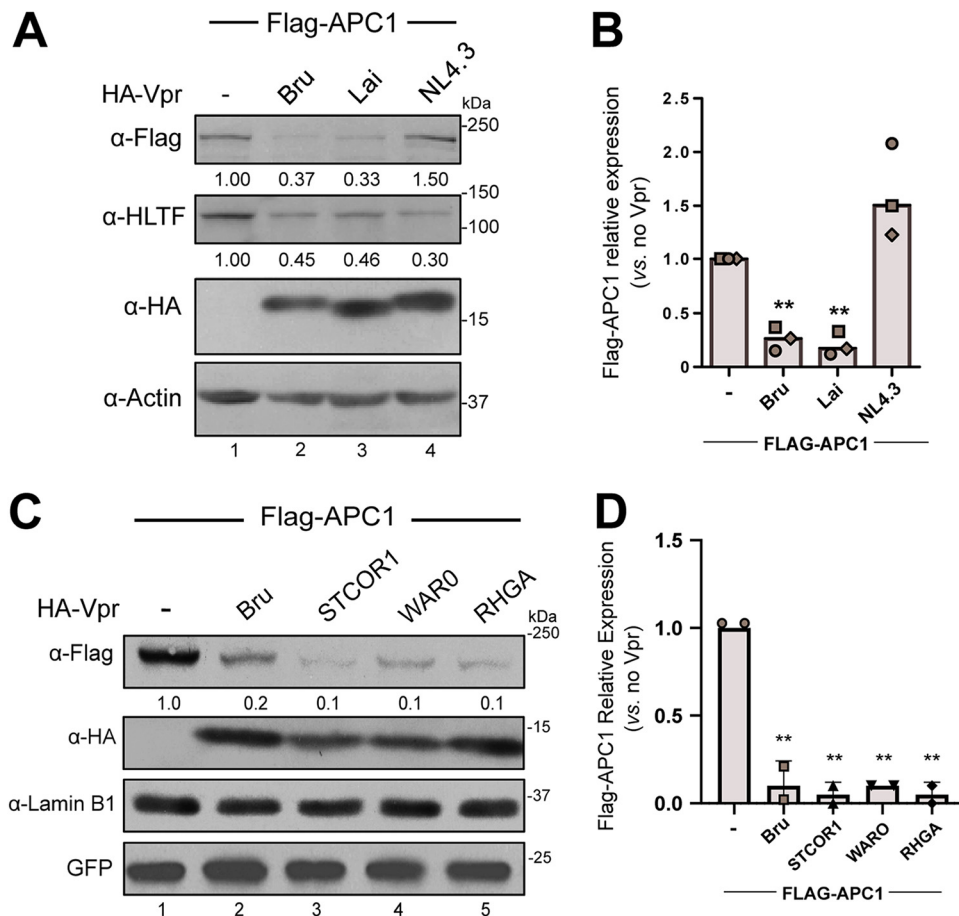 A
Flag-APC1
HA-Vpr - Bru Lai NL4.3
kDa
α-Flag -250
1.00 0.37 0.33 1.50
-150
α-HLTF -100
1.00 0.45 0.46 0.30
α-HA -15
α-Actin -37
1 2 3 4
B
Flag-APC1 relative expression
(vs. no Vpr)
2.5
2.0
1.5
1.0
0.5
0
** **
- Bru Lai NL4.3
FLAG-APC1
C
Flag-APC1
HA-Vpr - Bru STCOR1 WAR0 RHGA
kDa
α-Flag -250
1.0 0.2 0.1 0.1 0.1
α-HA -15
α-Lamin B1 -37
GFP -25
1 2 3 4 5
D
Flag-APC1 Relative Expression
(vs. no Vpr)
1.5
1.0
0.5
0.0
** ** ** **
- Bru STCOR1 WARO RHGA
FLAG-APC1